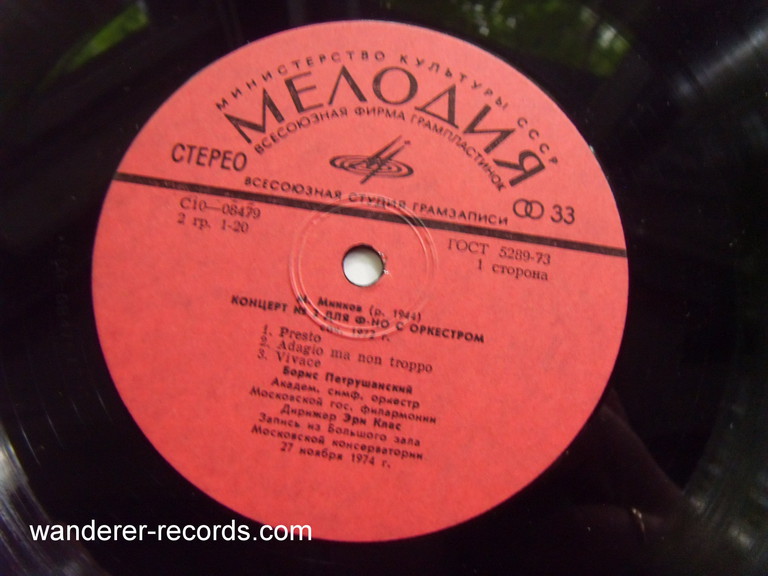 МИНИСТЕРСТВО КУЛЬТУРЫ СССР
МЕЛОДИЯ
ВСЕСОЮЗНАЯ ФИРМА ГРАМПЛАСТИНОК
СТЕРЕО
ВСЕСОЮЗНАЯ СТУДИЯ ГРАМЗАПИСИ
33
С10—08479
2 гр. 1-20
ГОСТ 5289-73
1 сторона
М. Минков (р. 1944)
КОНЦЕРТ № ДЛЯ Ф-НО С ОРКЕСТРОМ
соч. 1972 г.
1. Presto
2. Adagio ma non troppo
3. Vivace
Борис Петрушанский
Академ. симф. оркестр
Московской гос. филармонии
Дирижер Эри Клас
Запись из Большого зала
Московской консерватории
27 ноября 1974 г.
wanderer-records.com